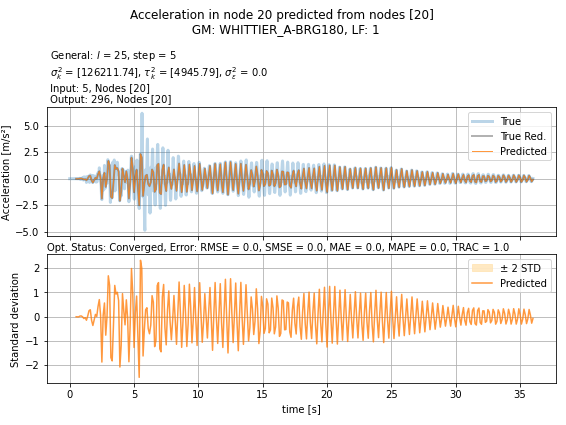 Acceleration in node 20 predicted from nodes [20]
GM: WHITTIER_A-BRG180, LF: 1
General: l = 25, step = 5
σ²ₖ = [126211.74], τ²ₖ = [4945.79], σ²ₜ = 0.0
Input: 5, Nodes [20]
Output: 296, Nodes [20]
Acceleration [m/s²]
5.0
2.5
0.0
−2.5
−5.0
True
True Red.
Predicted
Opt. Status: Converged, Error: RMSE = 0.0, SMSE = 0.0, MAE = 0.0, MAPE = 0.0, TRAC = 1.0
Standard deviation
2
1
0
−1
−2
± 2 STD
Predicted
0 5 10 15 20 25 30 35
time [s]